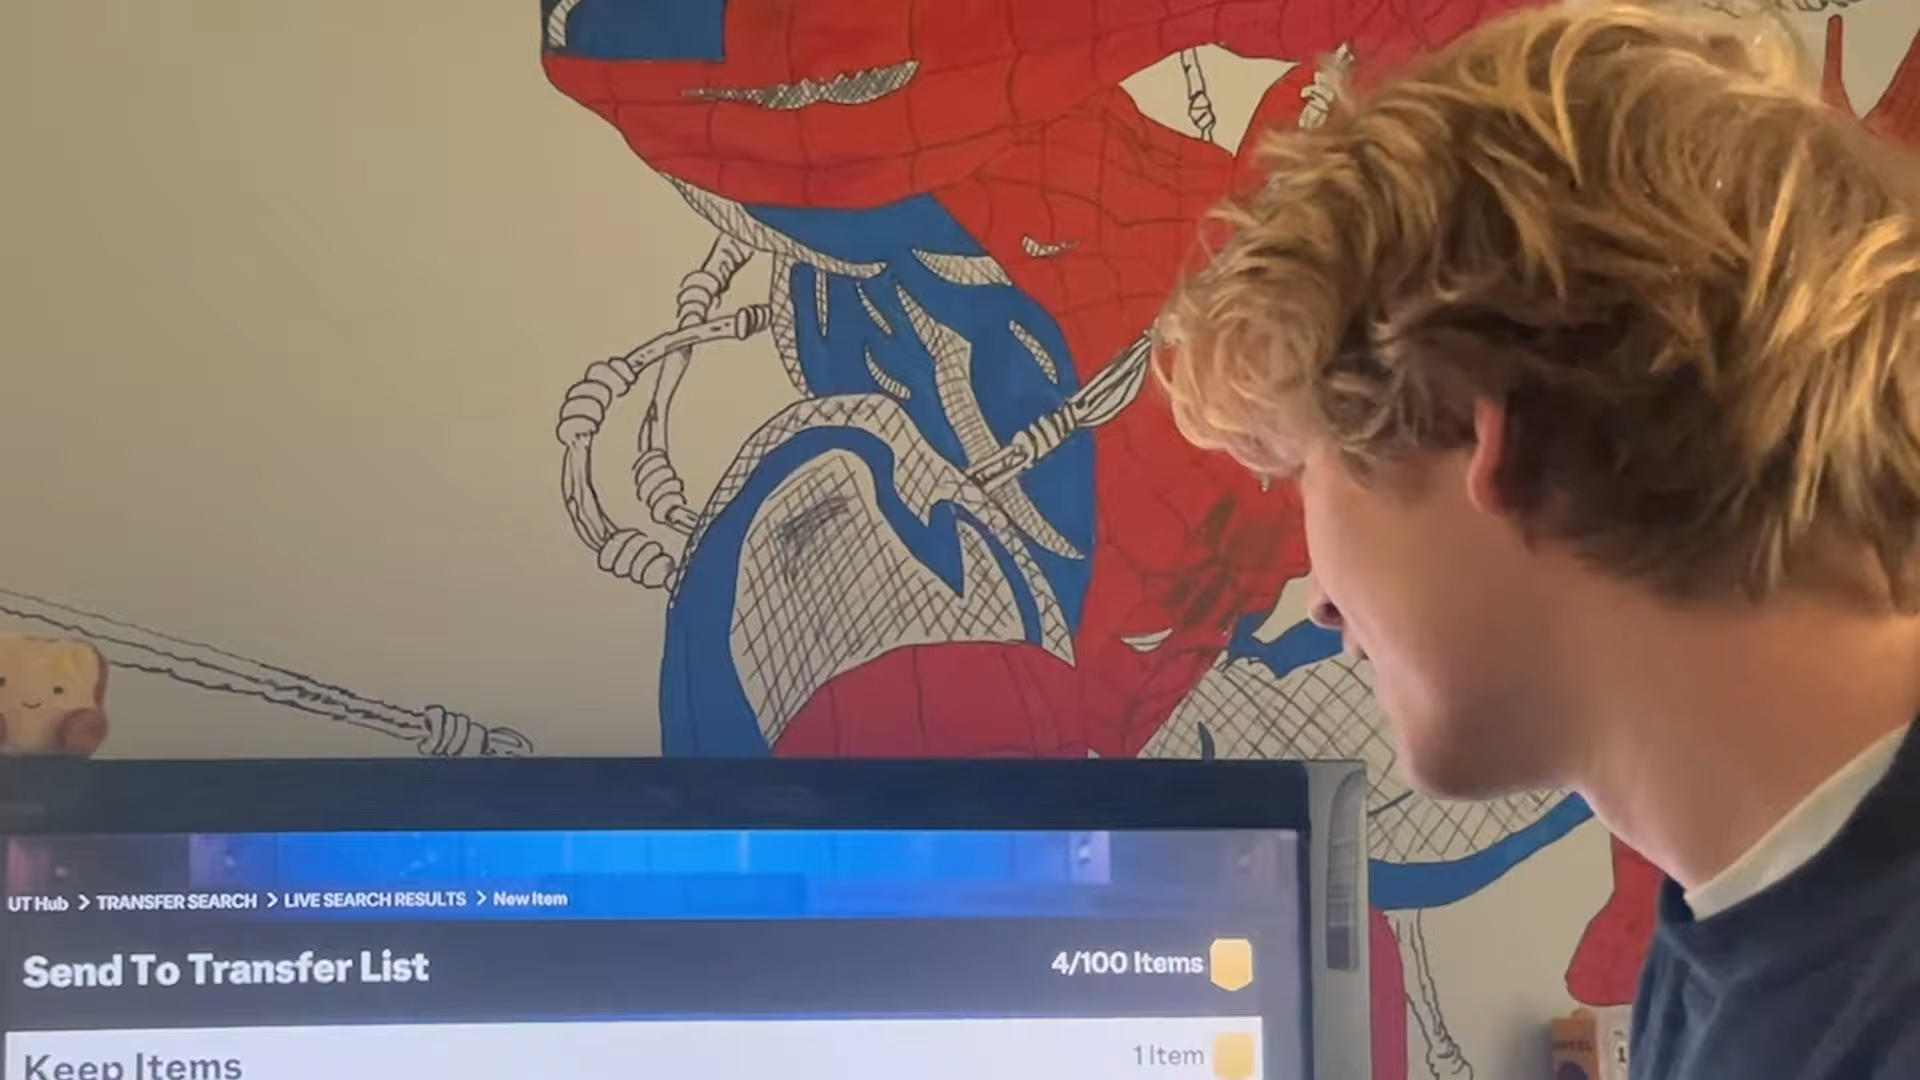 UT Hub > TRANSFER SEARCH > LIVE SEARCH RESULTS > New Item
Send To Transfer List
4/100 Items
Keep Items
1 Item